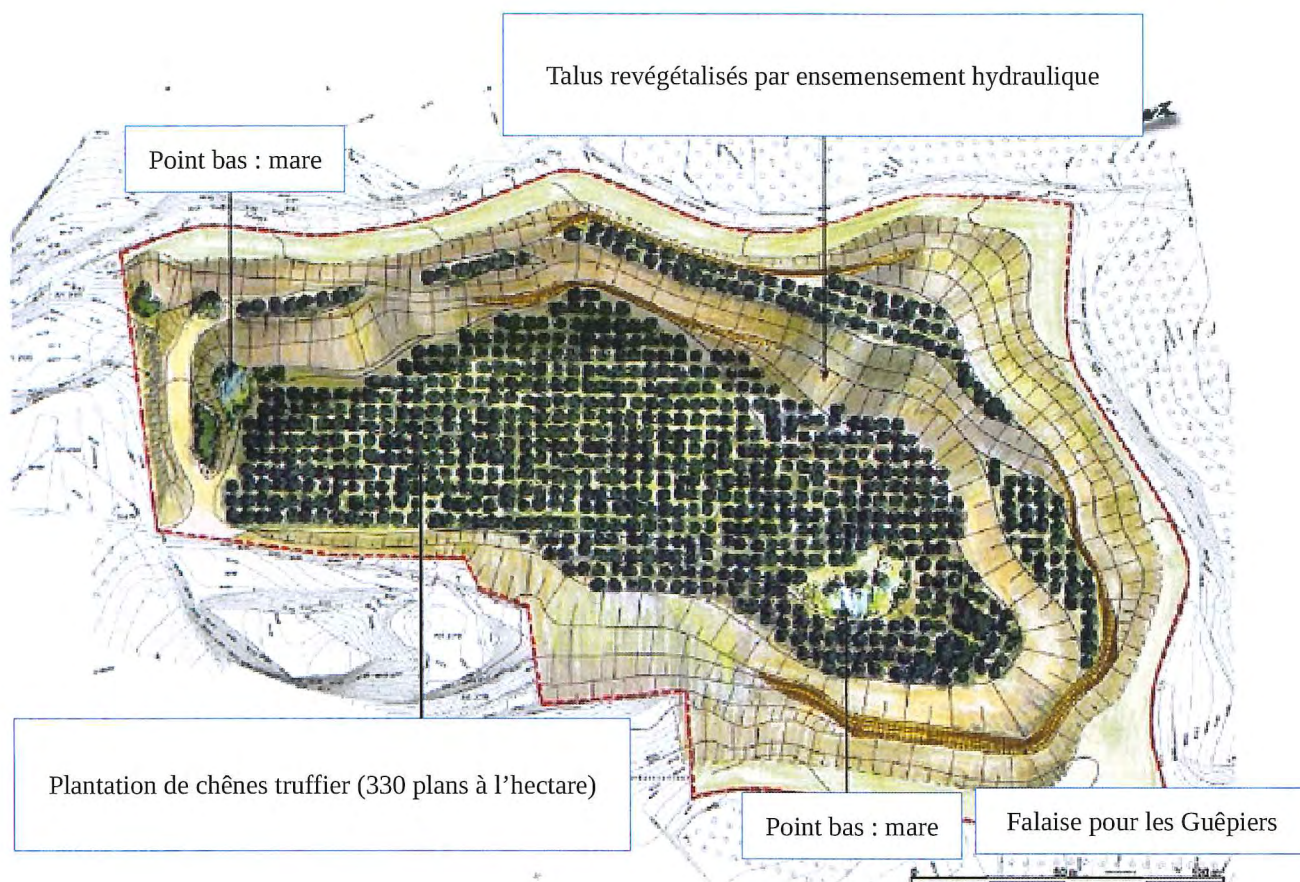 Talus revégétalisés par ensemensement hydraulique
Point bas : mare
Plantation de chênes truffier (330 plans à l’hectare)
Point bas : mare
Falaise pour les Guêpiers